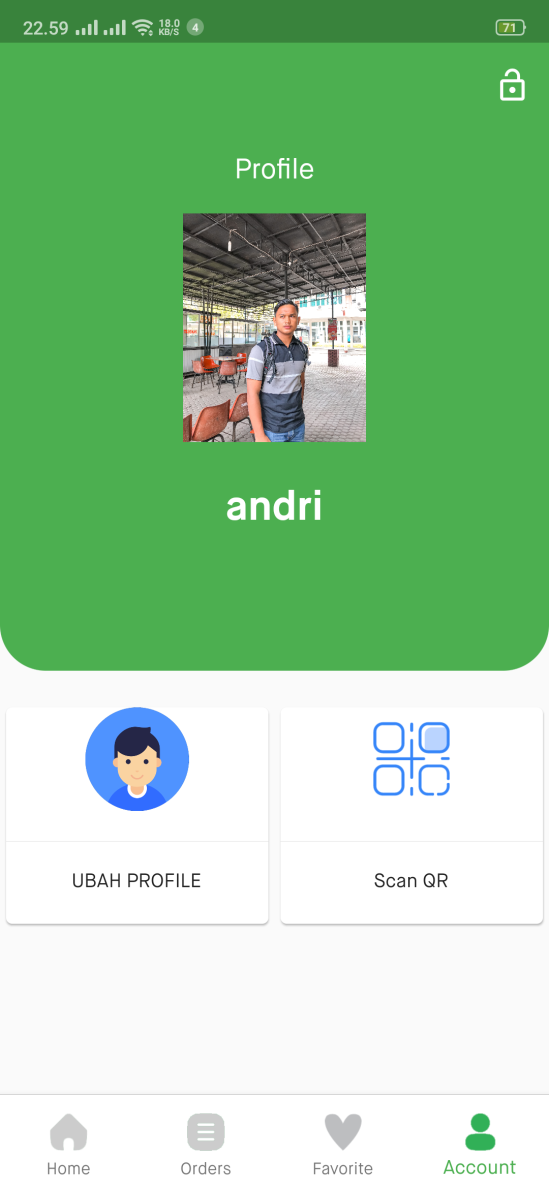 22.59 18.0 KB/S 4 71
Profile
andri
UBAH PROFILE Scan QR
Home Orders Favorite Account